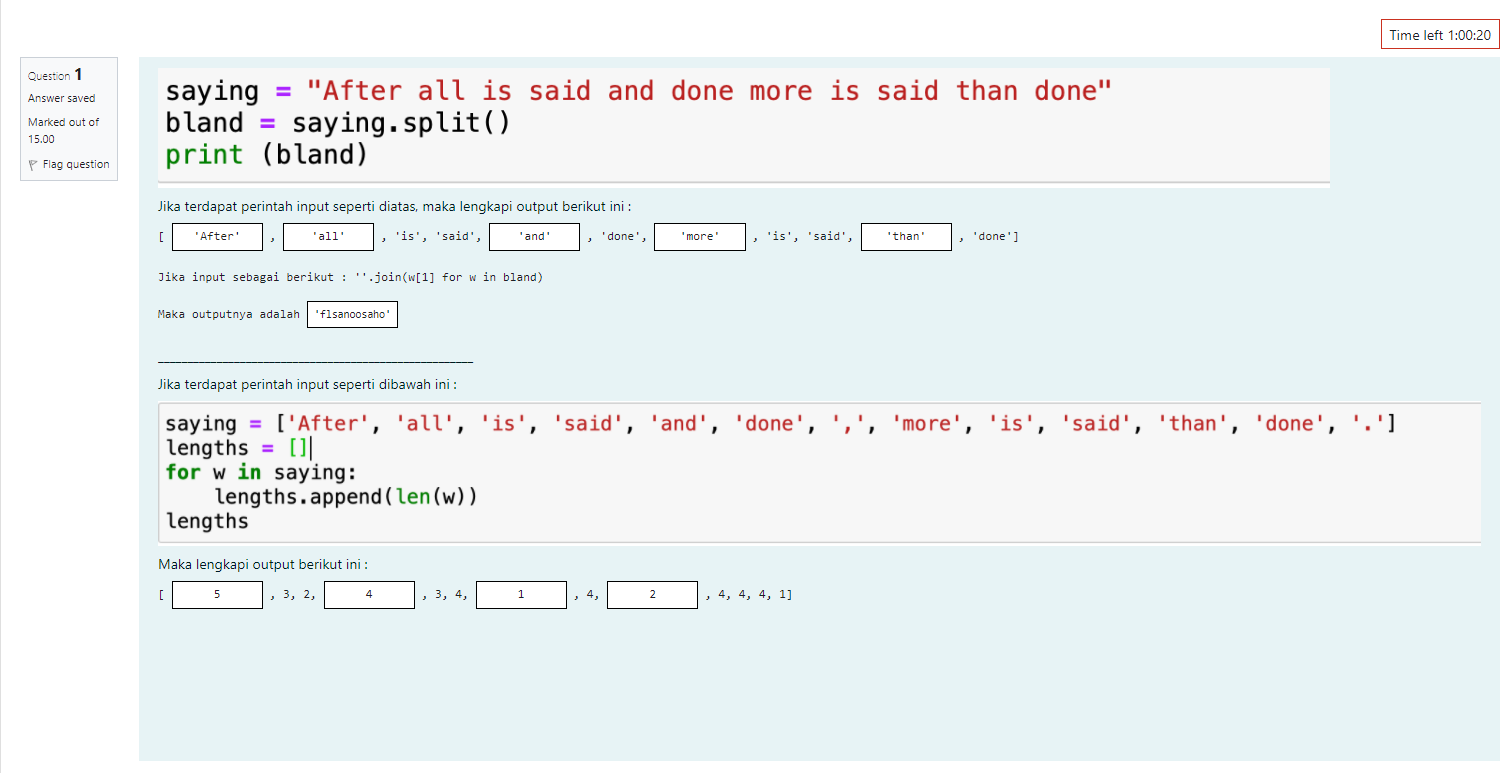 Time left 1:00:20
Question 1
Answer saved
Marked out of
15.00
Flag question
saying = "After all is said and done more is said than done"
bland = saying.split()
print (bland)
Jika terdapat perintah input seperti diatas, maka lengkapi output berikut ini :
[ 'After' , 'all' , 'is', 'said', 'and' , 'done', 'more' , 'is', 'said', 'than' , 'done']
Jika input sebagai berikut : ''.join(w[1] for w in bland)
Maka outputnya adalah 'flsanoosaho'
Jika terdapat perintah input seperti dibawah ini :
saying = ['After', 'all', 'is', 'said', 'and', 'done', ',', 'more', 'is', 'said', 'than', 'done', '.']
lengths = []
for w in saying:
    lengths.append(len(w))
lengths
Maka lengkapi output berikut ini :
[ 5 , 3, 2, 4 , 3, 4, 1 , 4, 2 , 4, 4, 4, 1]